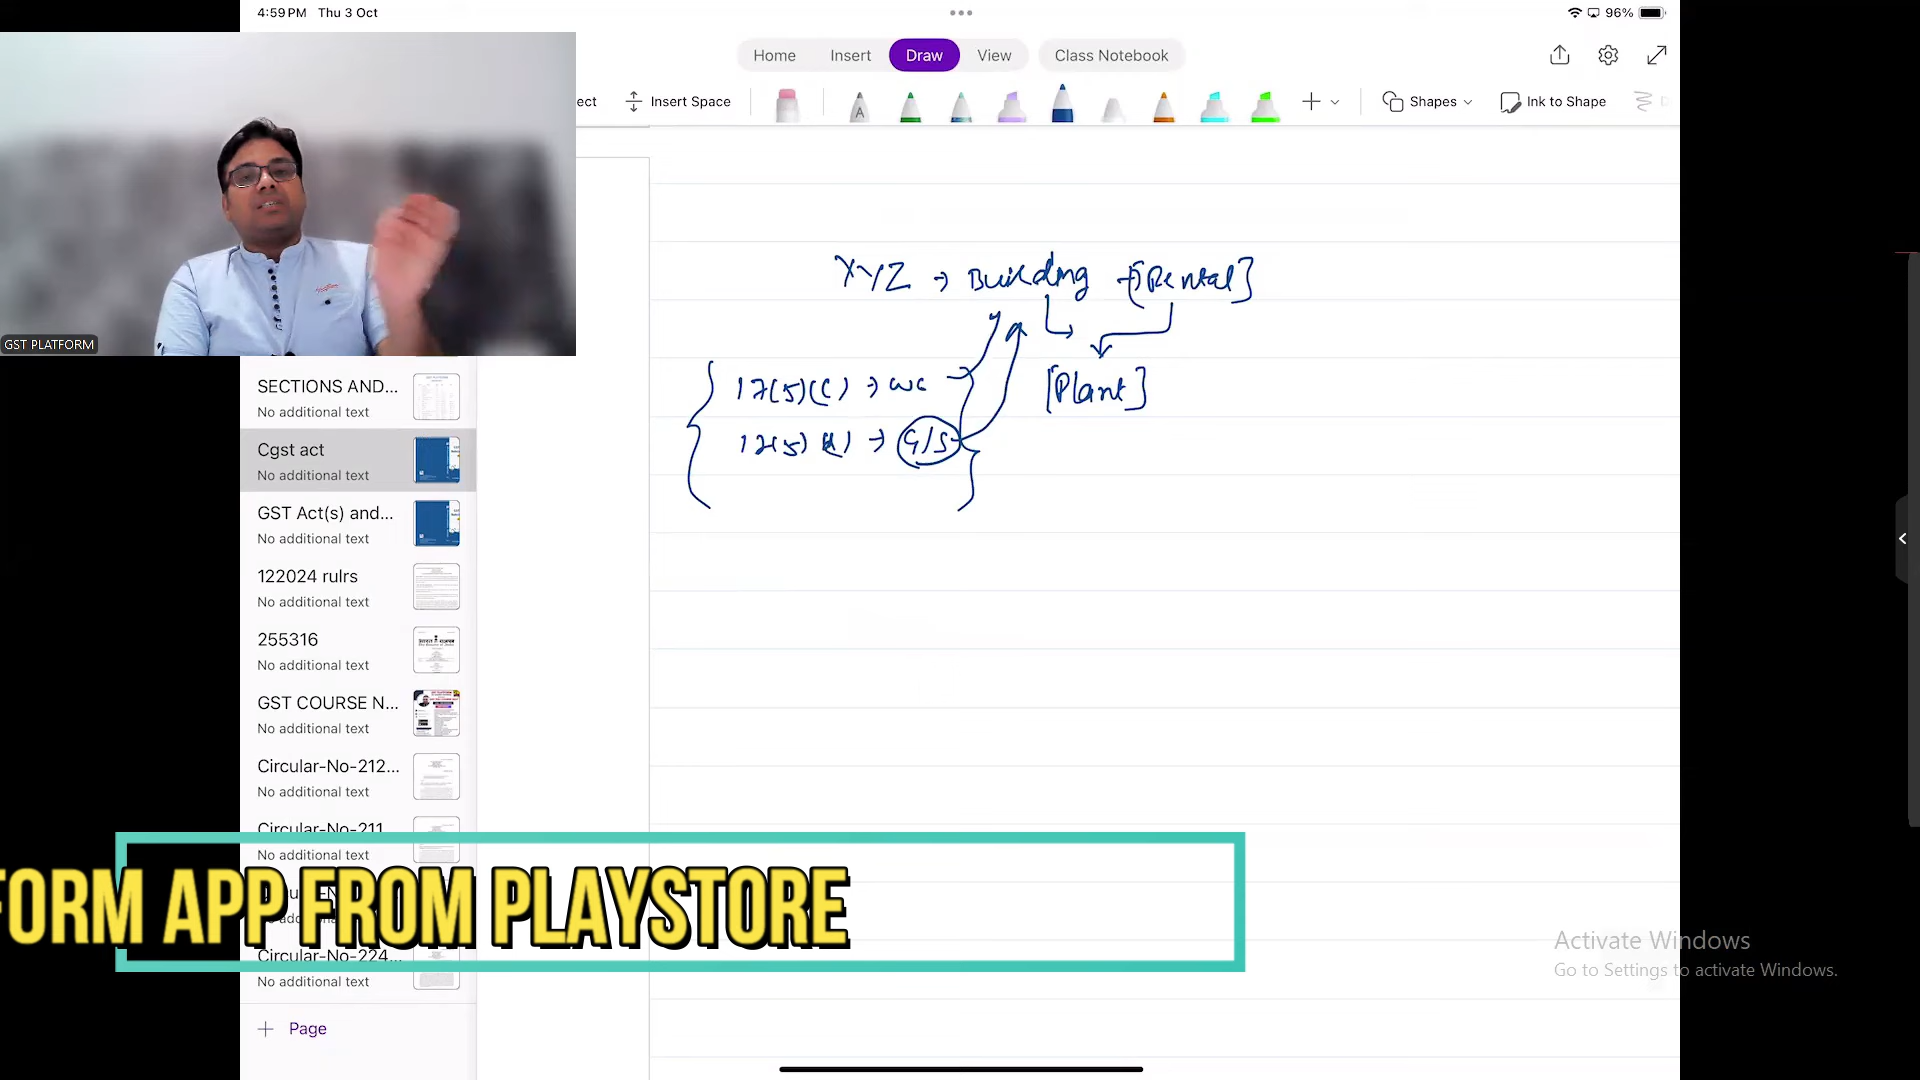 4:59 PM Thu 3 Oct
96%
Home Insert Draw View Class Notebook
ect Insert Space
A
Shapes Ink to Shape
GST PLATFORM
XYZ → Building → [Rental]
[Plant]
17(5)(c) → WC
17(5)(d) → G/S
SECTIONS AND...
No additional text
Cgst act
No additional text
GST Act(s) and...
No additional text
122024 rulrs
No additional text
255316
No additional text
GST COURSE N...
No additional text
Circular-No-212...
No additional text
Circular-No-211
No additional text
FORM APP FROM PLAYSTORE
Circular-No-224...
No additional text
Page
Activate Windows
Go to Settings to activate Windows.